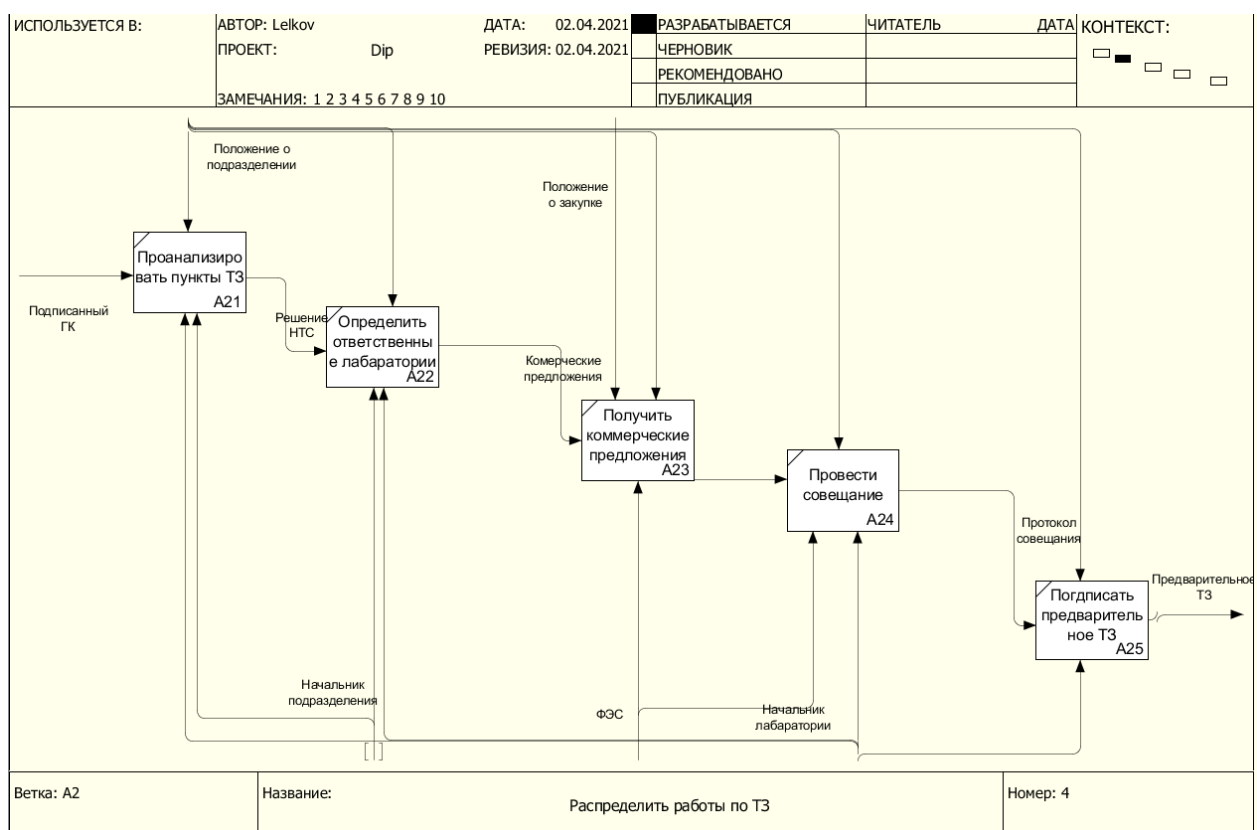 ИСПОЛЬЗУЕТСЯ В:
АВТОР: Lelkov
ДАТА: 02.04.2021
РАЗРАБАТЫВАЕТСЯ
ЧИТАТЕЛЬ
ДАТА
КОНТЕКСТ:
ПРОЕКТ: Dip
РЕВИЗИЯ: 02.04.2021
ЧЕРНОВИК
РЕКОМЕНДОВАНО
ЗАМЕЧАНИЯ: 1 2 3 4 5 6 7 8 9 10
ПУБЛИКАЦИЯ
Положение о
подразделении
Положение
о закупке
Проанализиро
вать пункты ТЗ
A21
Подписанный
ГК
Решение
НТС
Определить
ответственны
е лабаратории
A22
Комерческие
предложения
Получить
коммерческие
предложения
A23
Провести
совещание
A24
Протокол
совещания
Предварительное
ТЗ
Погдписать
предваритель
ное ТЗ
A25
Начальник
подразделения
ФЭС
Начальник
лабаратории
Ветка: A2
Название:
Распределить работы по ТЗ
Номер: 4